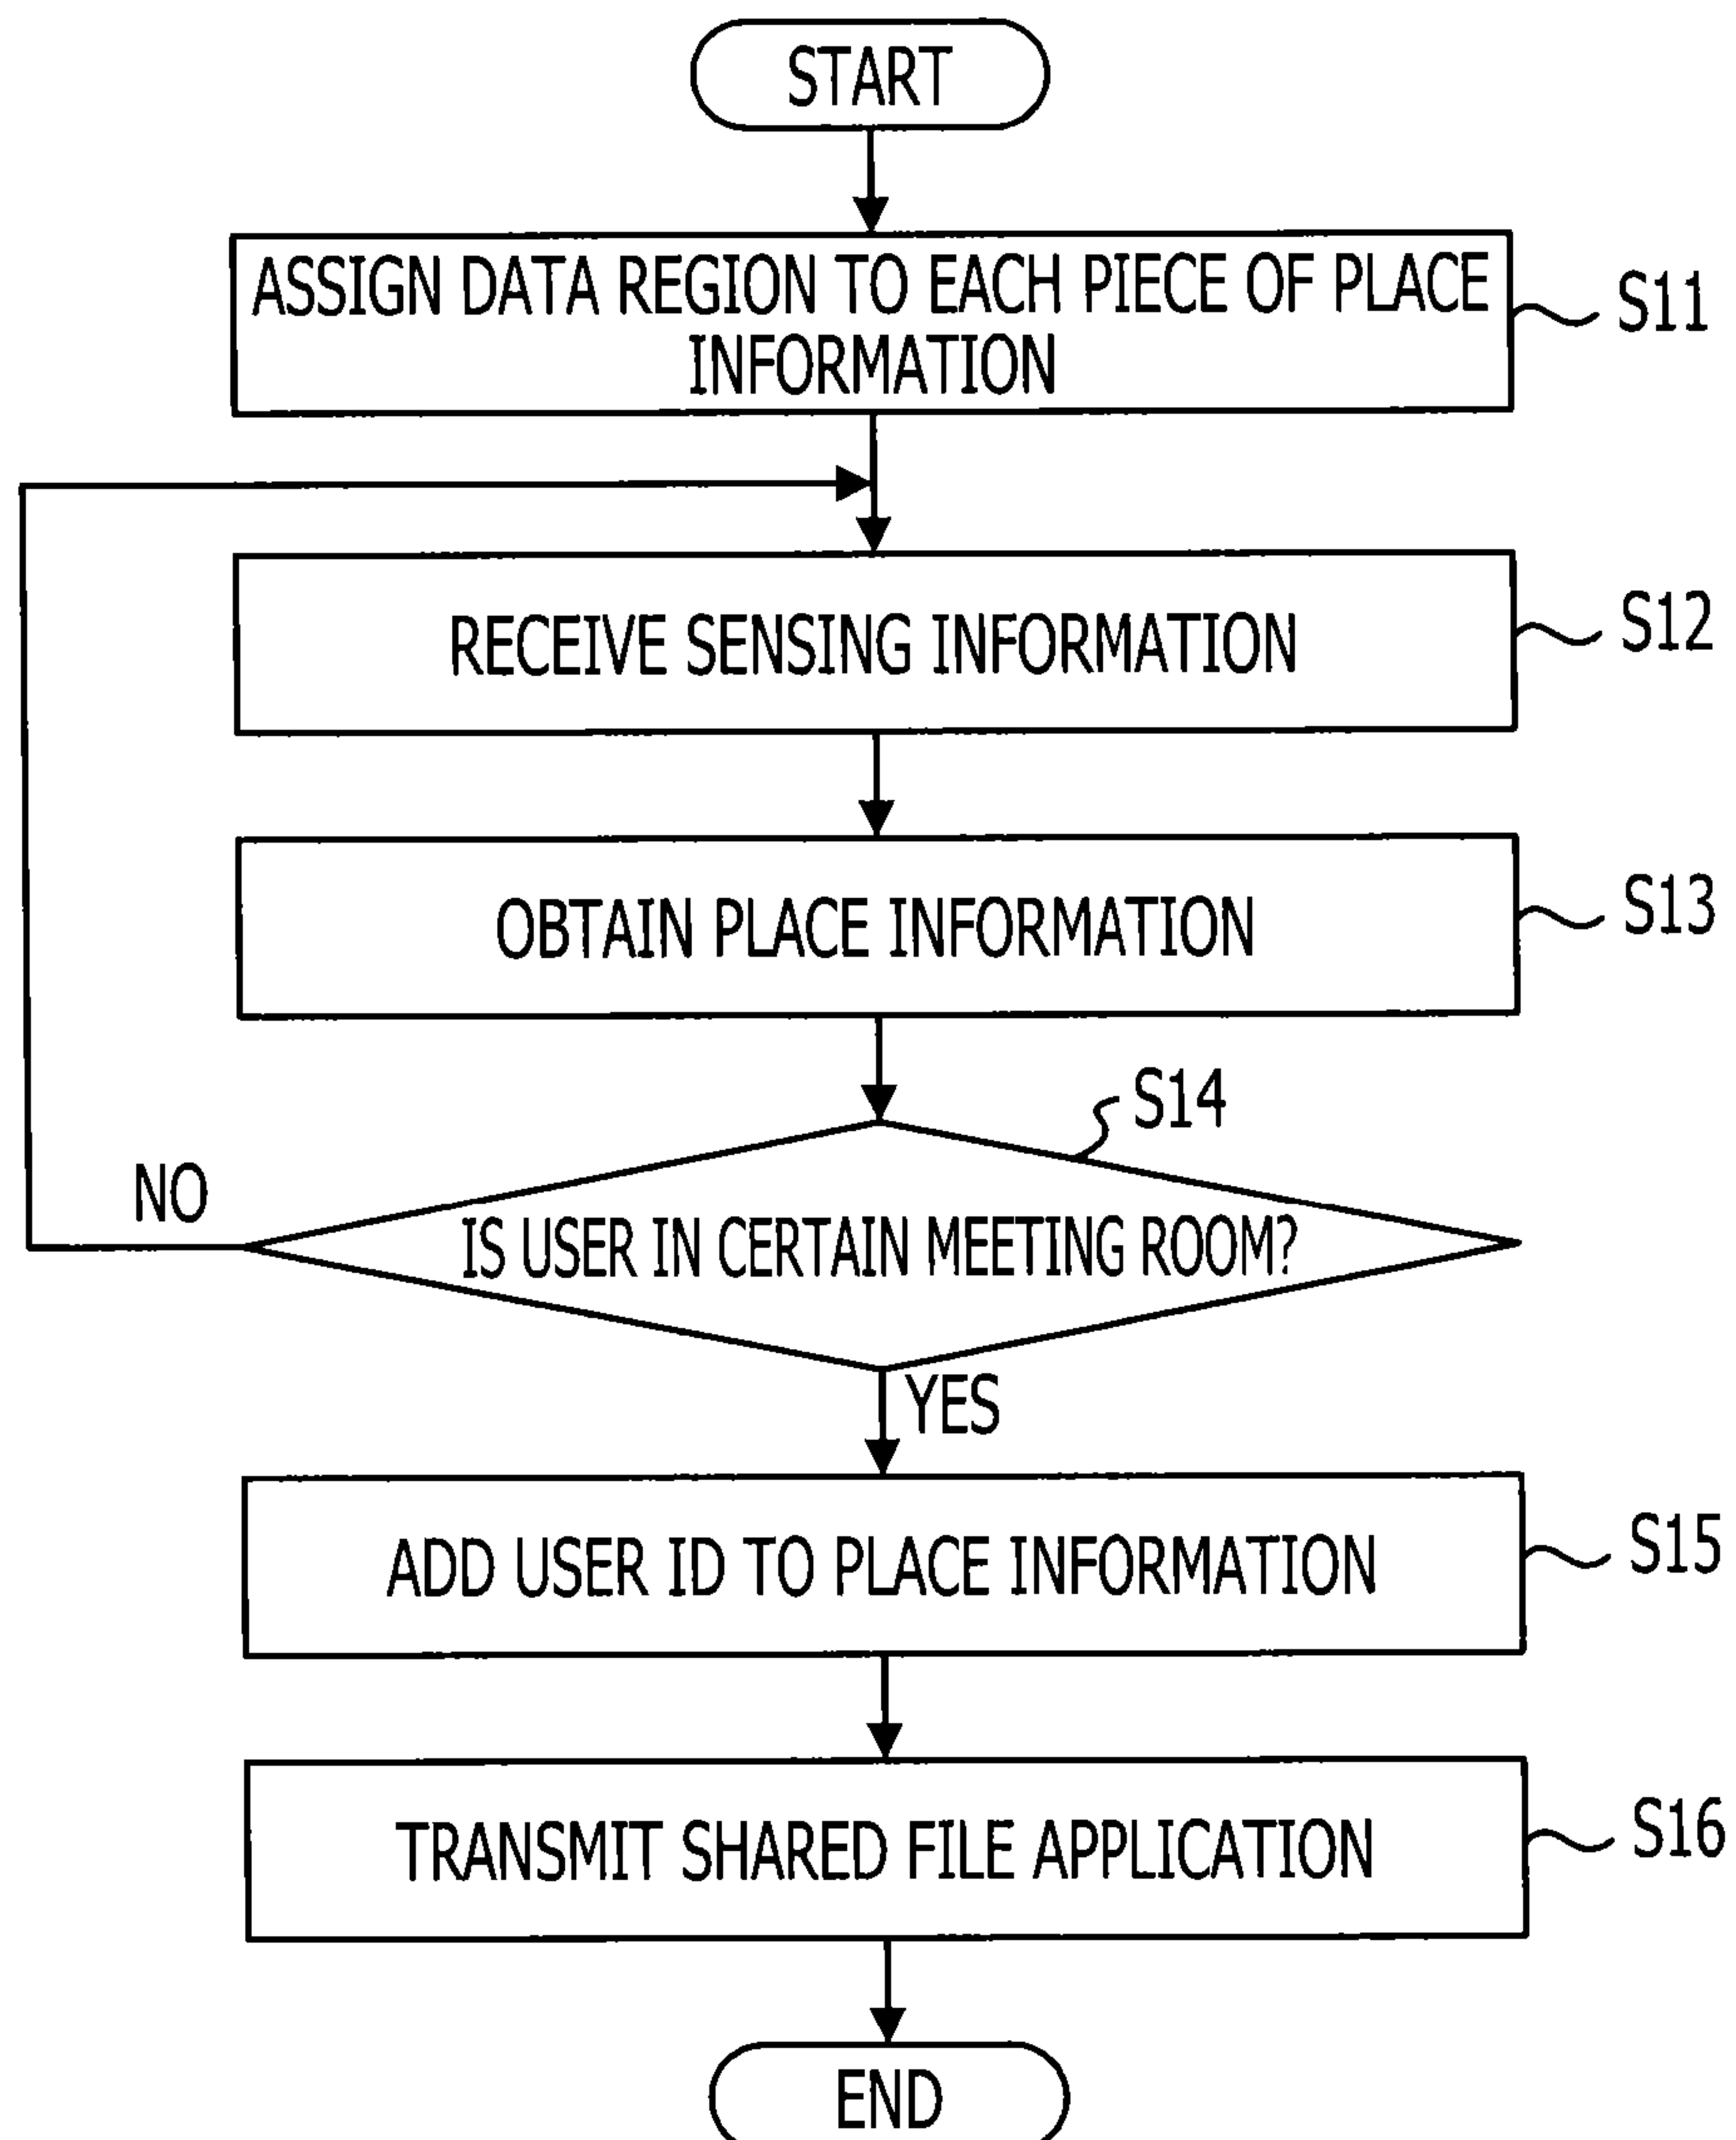 START
ASSIGN DATA REGION TO EACH PIECE OF PLACE
INFORMATION
S11
RECEIVE SENSING INFORMATION
S12
OBTAIN PLACE INFORMATION
S13
S14
NO
IS USER IN CERTAIN MEETING ROOM?
YES
ADD USER ID TO PLACE INFORMATION
S15
TRANSMIT SHARED FILE APPLICATION
S16
END